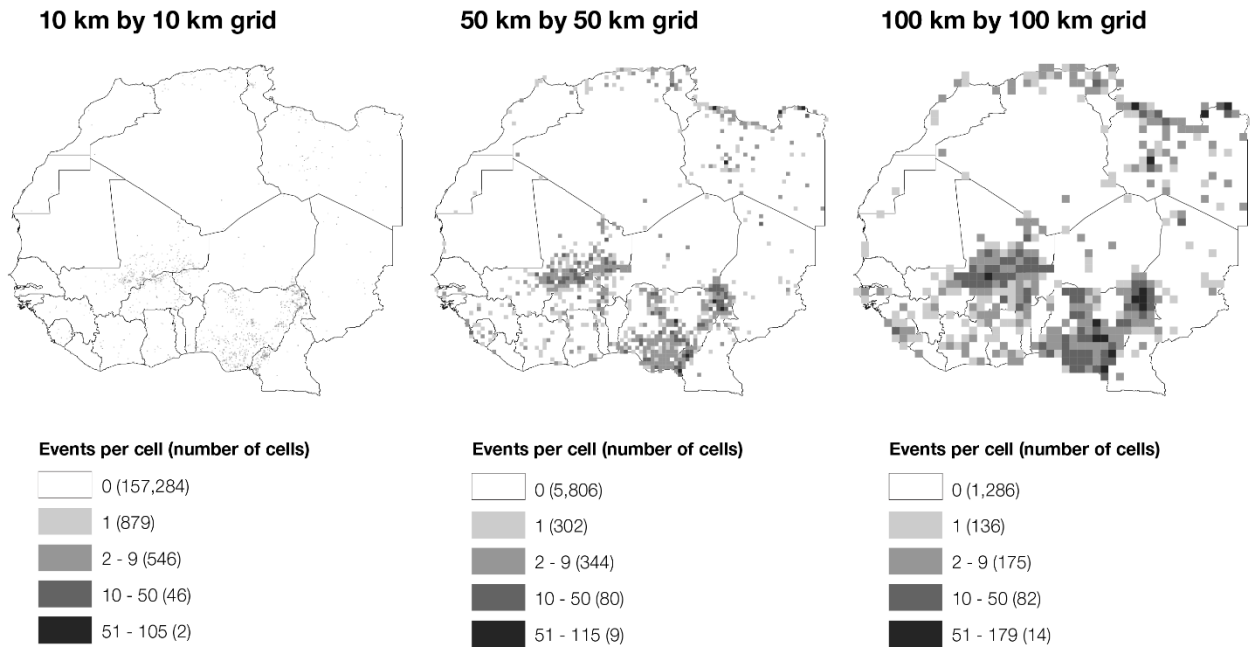 10 km by 10 km grid
50 km by 50 km grid
100 km by 100 km grid
Events per cell (number of cells)
0 (157,284)
1 (879)
2 - 9 (546)
10 - 50 (46)
51 - 105 (2)
Events per cell (number of cells)
0 (5,806)
1 (302)
2 - 9 (344)
10 - 50 (80)
51 - 115 (9)
Events per cell (number of cells)
0 (1,286)
1 (136)
2 - 9 (175)
10 - 50 (82)
51 - 179 (14)